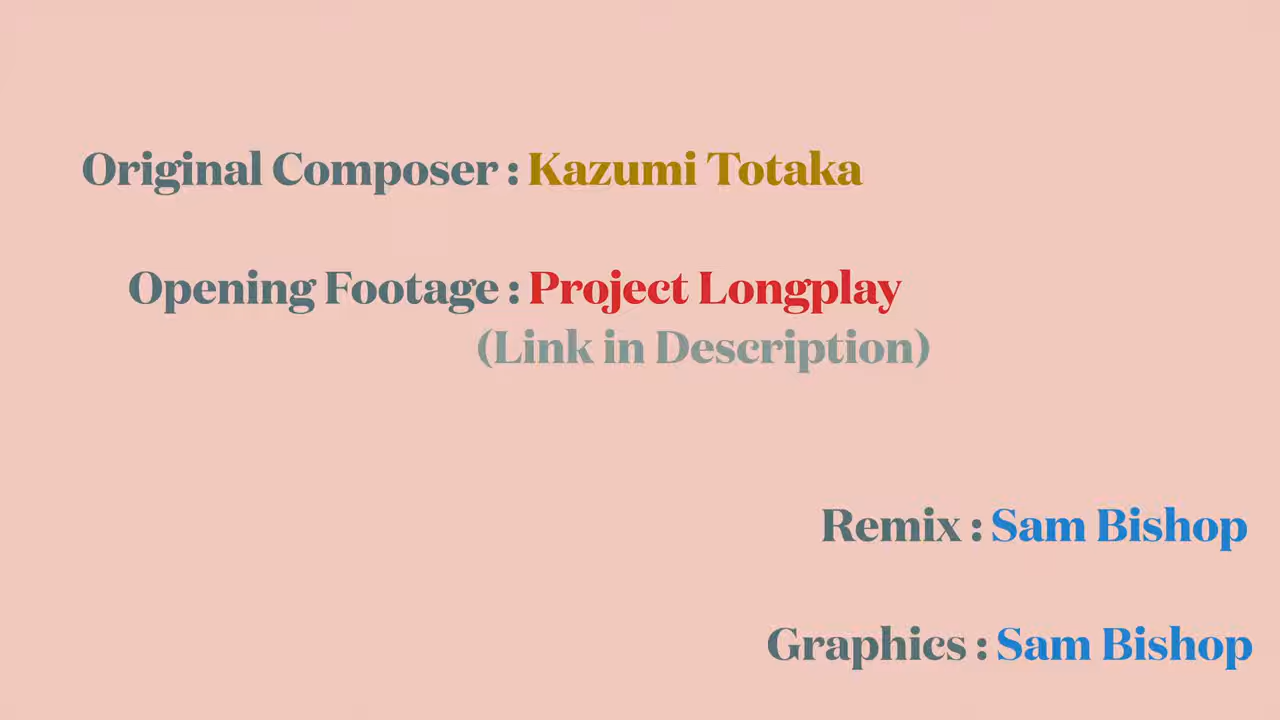 Original Composer : Kazumi Totaka
Opening Footage : Project Longplay
(Link in Description)
Remix : Sam Bishop
Graphics : Sam Bishop